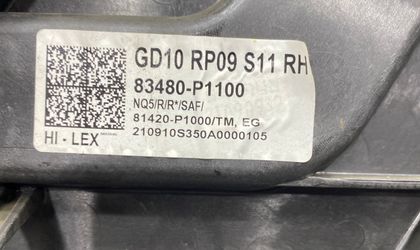 GD10 RP09 S11 RH
83480-P1100
NQ5/R/R*/SAF/
81420-P1000/TM, EG
HI - LEX
210910S350A0000105